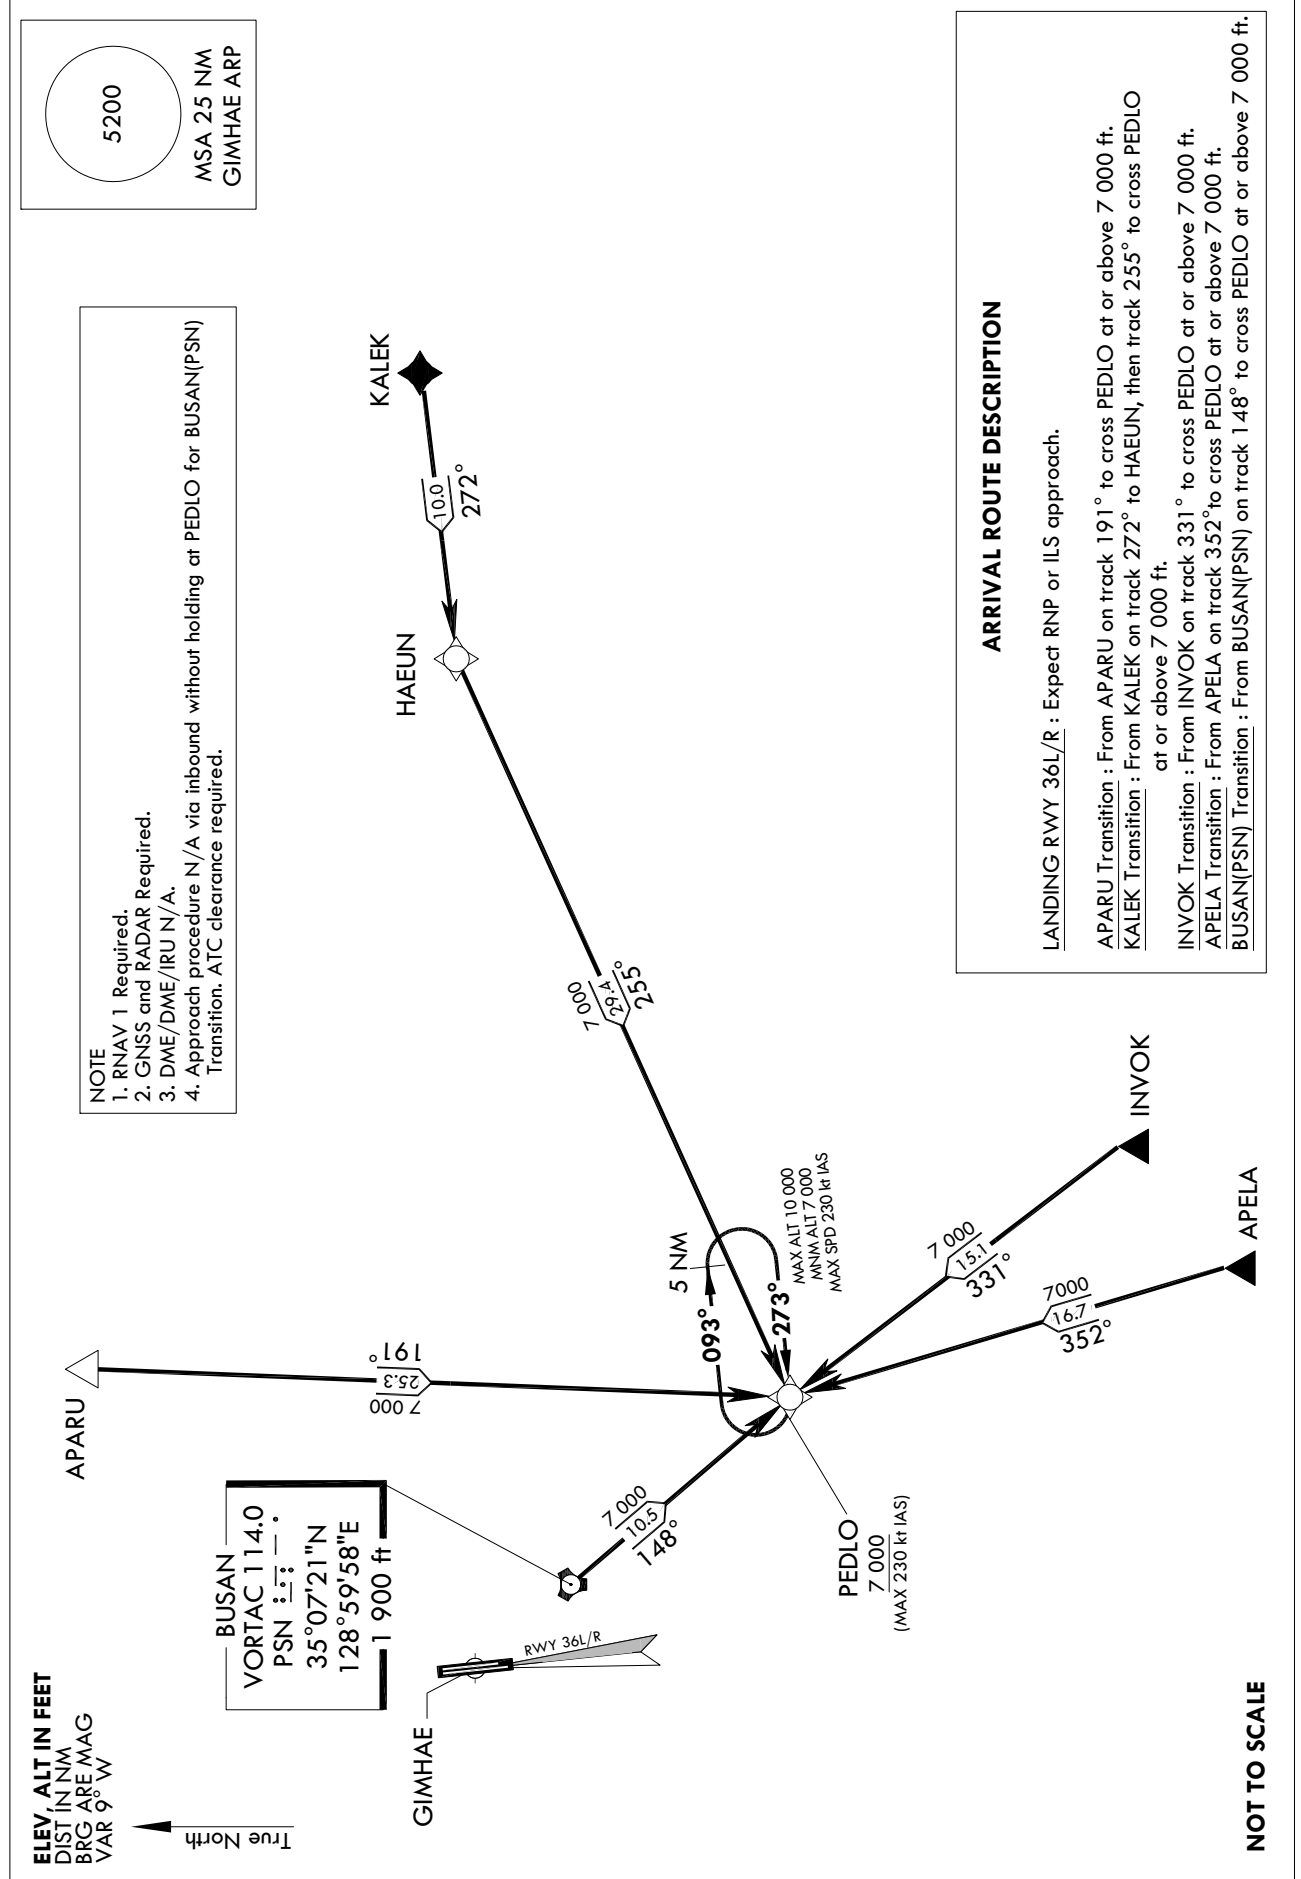 ELEV, ALT IN FEET
DIST IN NM
BRG ARE MAG
VAR 9° W
True North
BUSAN
VORTAC 114.0
PSN
35°07'21"N
128°59'58"E
1 900 ft
GIMHAE
RWY 36L/R
APARU
191°
25.3
7 000
7 000
10.5
148°
PEDLO
7 000
(MAX 230 kt IAS)
093°
5 NM
273°
MAX ALT 10 000
MNM ALT 7 000
MAX SPD 230 kt IAS
7 000
15.1
331°
INVOK
7000
16.7
352°
APELA
7 000
29.4
255°
HAEUN
10.0
272°
KALEK
NOTE
1. RNAV 1 Required.
2. GNSS and RADAR Required.
3. DME/DME/IRU N/A.
4. Approach procedure N/A via inbound without holding at PEDLO for BUSAN(PSN)
Transition. ATC clearance required.
5200
MSA 25 NM
GIMHAE ARP
ARRIVAL ROUTE DESCRIPTION
LANDING RWY 36L/R : Expect RNP or ILS approach.
APARU Transition : From APARU on track 191° to cross PEDLO at or above 7 000 ft.
KALEK Transition : From KALEK on track 272° to HAEUN, then track 255° to cross PEDLO
at or above 7 000 ft.
INVOK Transition : From INVOK on track 331° to cross PEDLO at or above 7 000 ft.
APELA Transition : From APELA on track 352°to cross PEDLO at or above 7 000 ft.
BUSAN(PSN) Transition : From BUSAN(PSN) on track 148° to cross PEDLO at or above 7 000 ft.
NOT TO SCALE